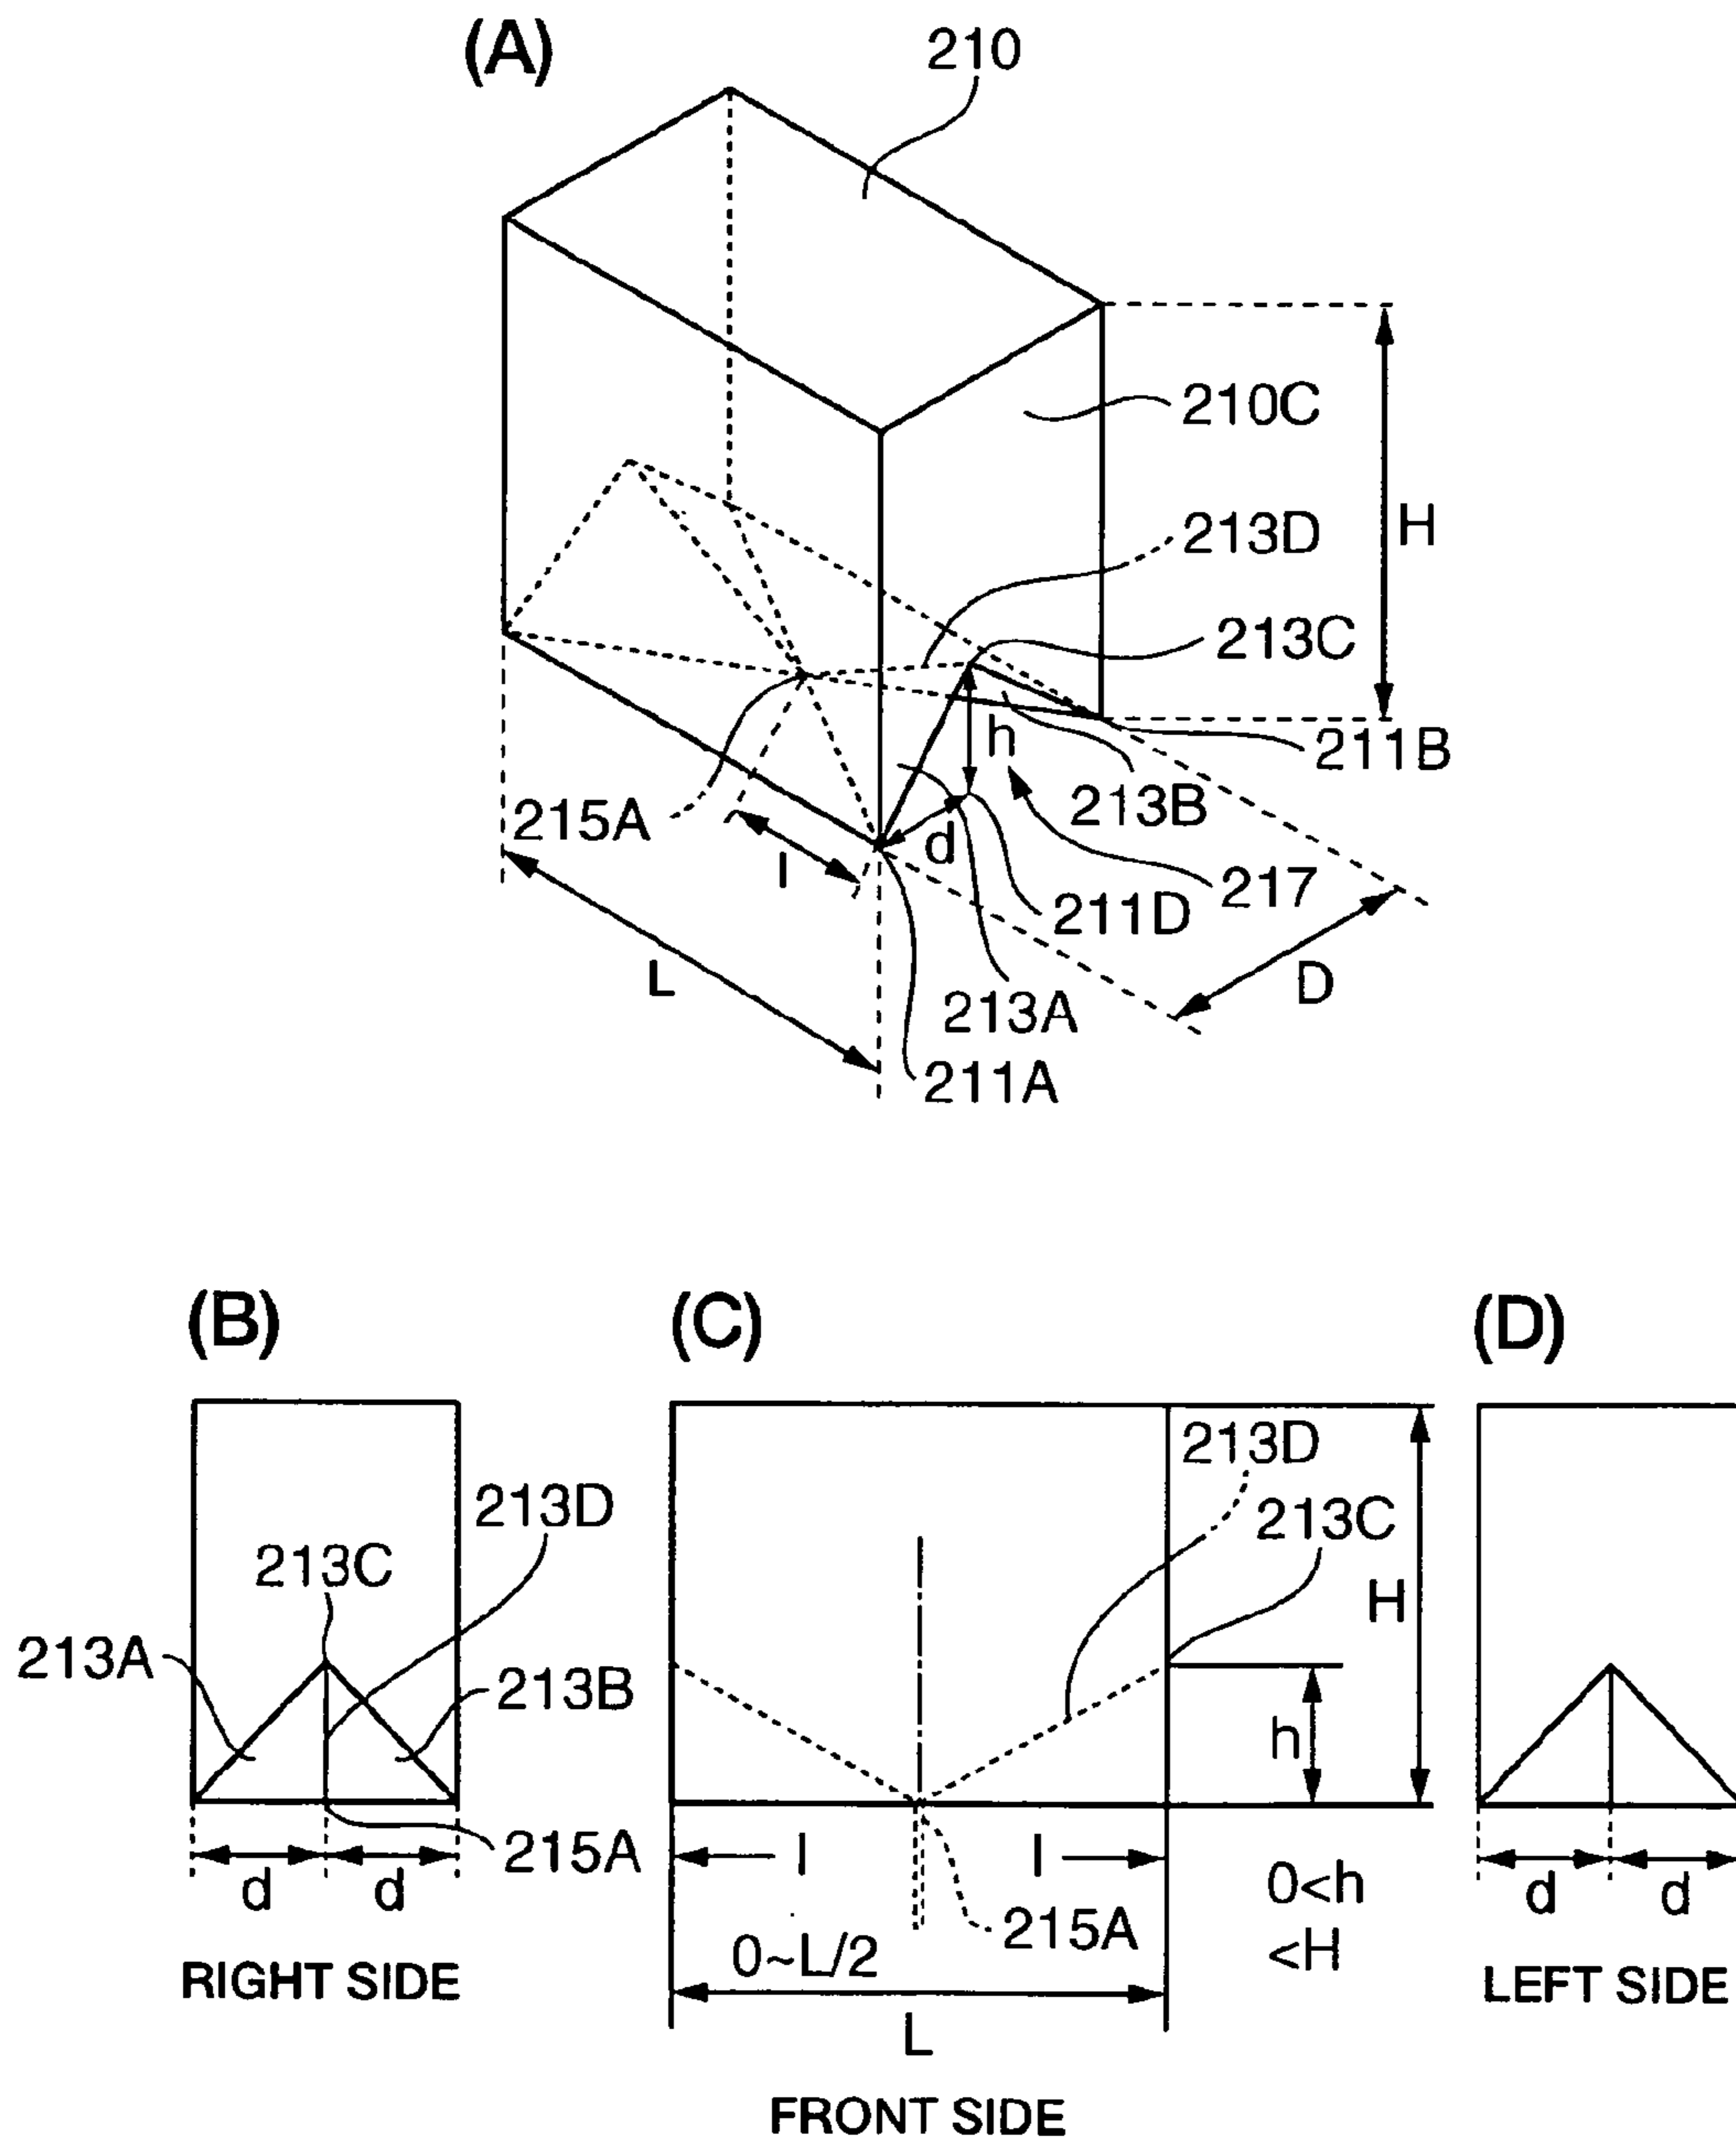 (A)
210
210C
H
213D
213C
211B
h
213B
215A
d
217
l
211D
L
D
213A
211A
(B)
(C)
(D)
213D
213D
213C
213C
H
213A
213B
h
215A
l
l
d
d
0<h
<H
d
d
215A
0~L/2
RIGHT SIDE
LEFT SIDE
L
FRONT SIDE